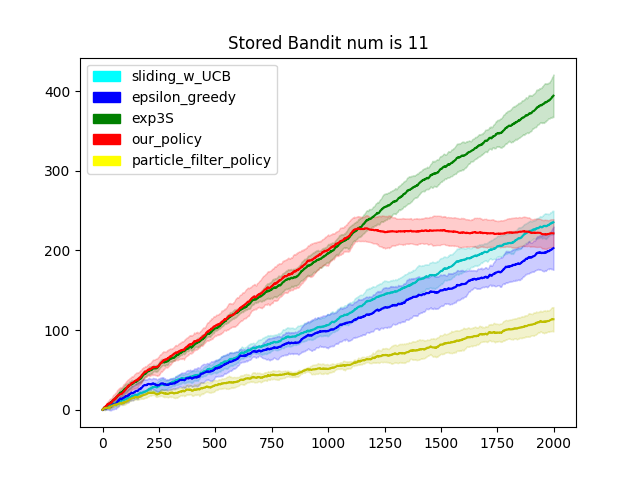 Stored Bandit num is 11
sliding_w_UCB
epsilon_greedy
exp3S
our_policy
particle_filter_policy
400
300
200
100
0
0 250 500 750 1000 1250 1500 1750 2000